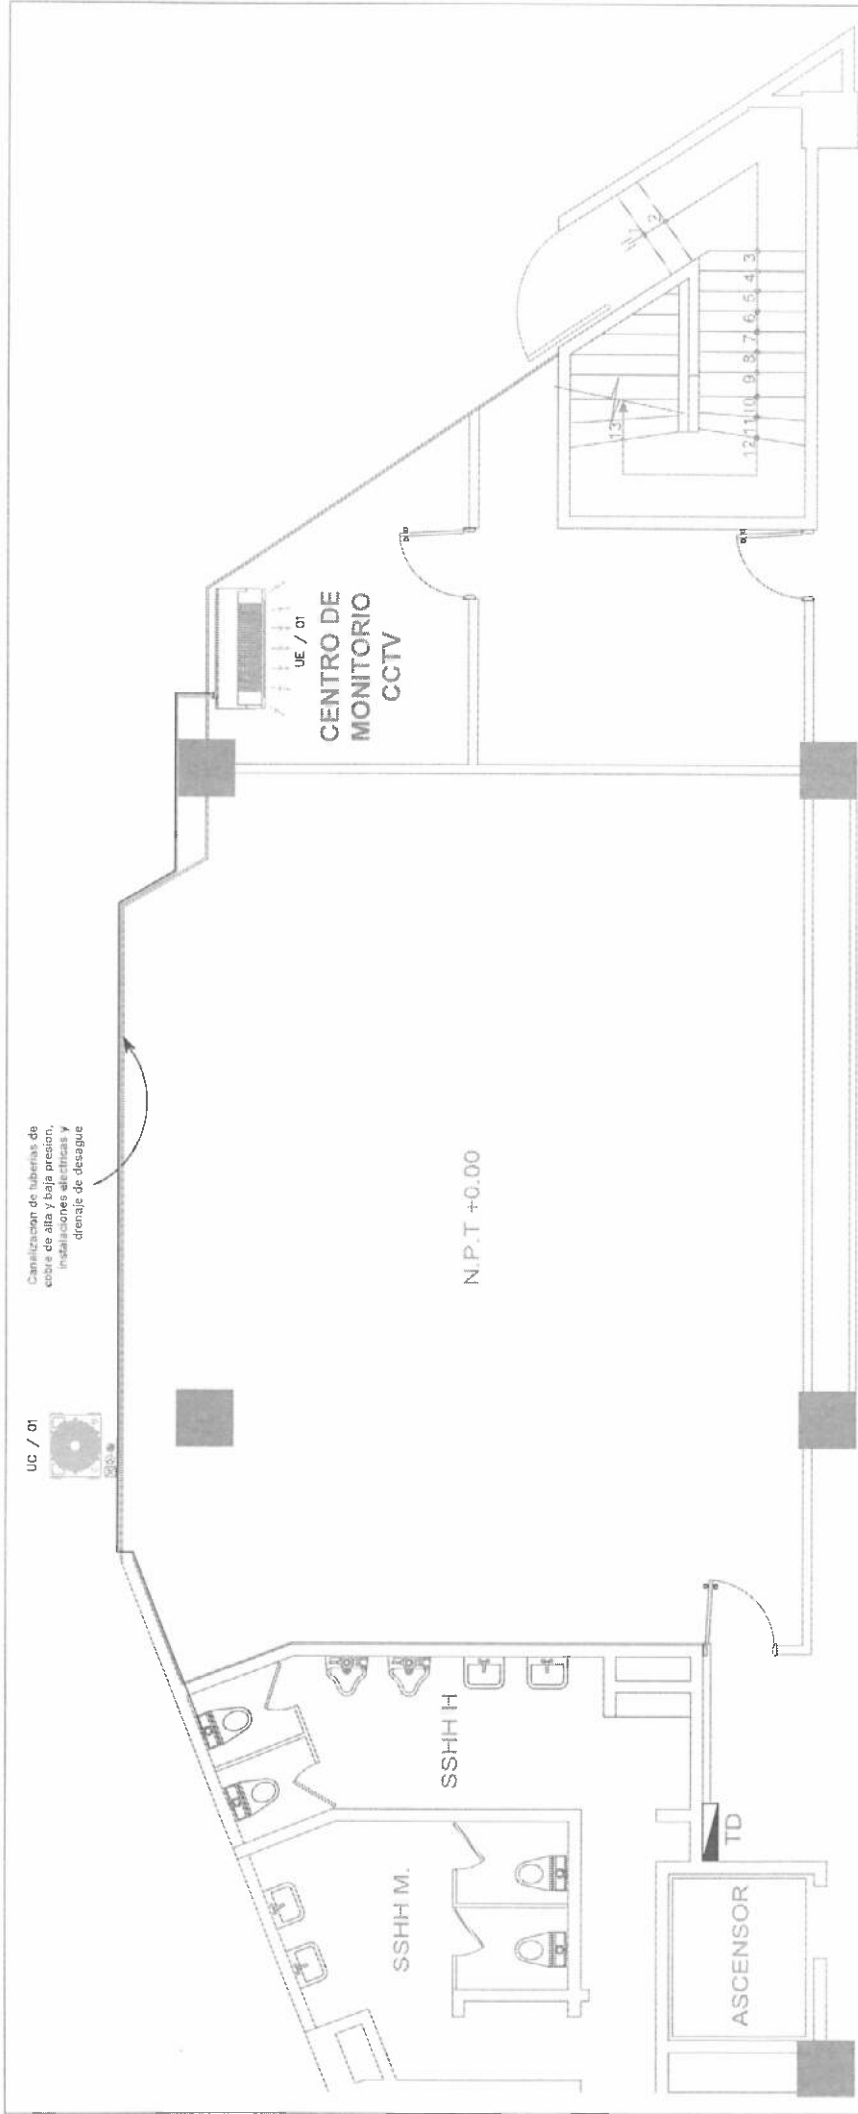 UC / 01
Canalizacion de tuberias de
cobre de alta y baja presion,
instalaciones electricas y
drenaje de desague
UE / 01
CENTRO DE
MONITORIO
CCTV
N.P.T +0.00
SSHH H
SSHH M.
TD
ASCENSOR
1
2
3
4
5
6
7
8
9
10
11
12
13